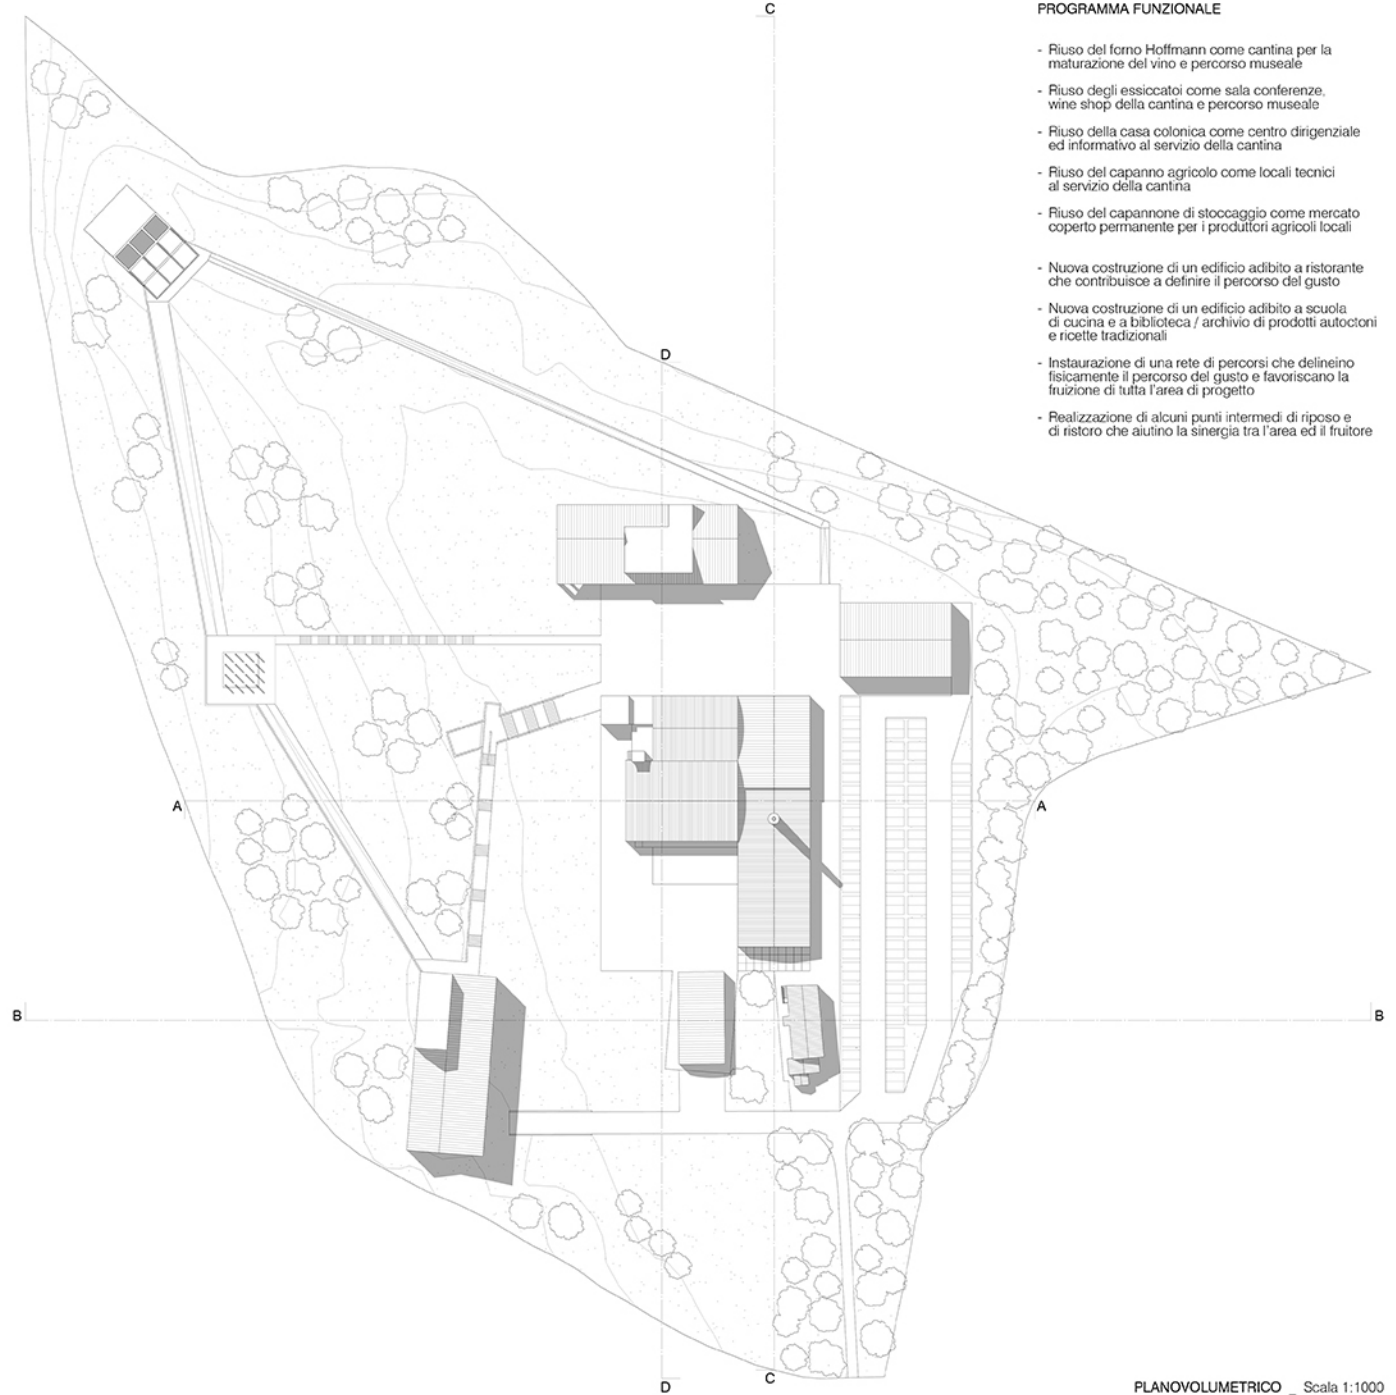 C
PROGRAMMA FUNZIONALE
- Riuso del forno Hoffmann come cantina per la
maturazione del vino e percorso museale
- Riuso degli essiccatoi come sala conferenze,
wine shop della cantina e percorso museale
- Riuso della casa colonica come centro dirigenziale
ed informativo al servizio della cantina
- Riuso del capanno agricolo come locali tecnici
al servizio della cantina
- Riuso del capannone di stoccaggio come mercato
coperto permanente per i produttori agricoli locali
- Nuova costruzione di un edificio adibito a ristorante
che contribuisce a definire il percorso del gusto
- Nuova costruzione di un edificio adibito a scuola
di cucina e a biblioteca / archivio di prodotti autoctoni
e ricette tradizionali
- Instaurazione di una rete di percorsi che delineino
fisicamente il percorso del gusto e favoriscano la
fruizione di tutta l'area di progetto
- Realizzazione di alcuni punti intermedi di riposo e
di ristoro che aiutino la sinergia tra l'area ed il fruitore
D
A
A
B
B
D
C
PLANOVOLUMETRICO _ Scala 1:1000